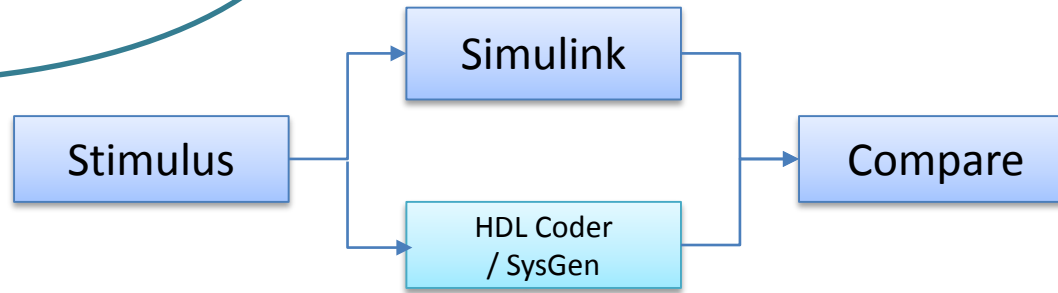 Simulink
Stimulus
Compare
HDL Coder
/ SysGen